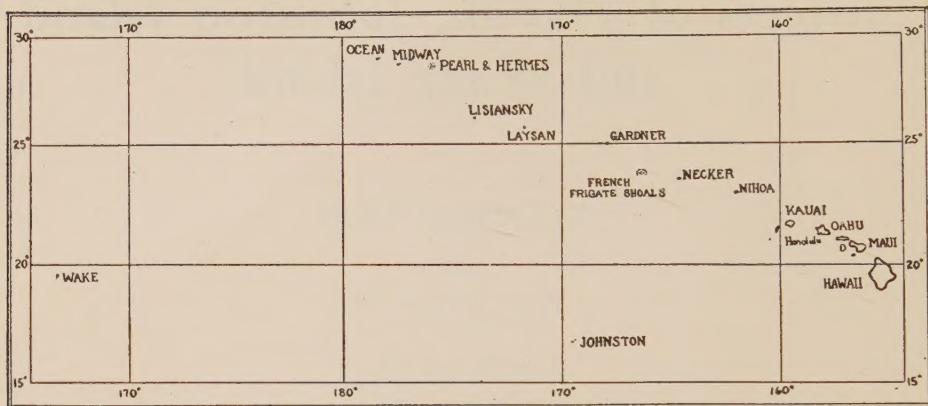 170° 180° 170° 160°
30° 30°
OCEAN MIDWAY
PEARL & HERMES
LISIANSKY
LAYSAN GARDNER
25° 25°
FRENCH
FRIGATE SHOALS
NECKER
NIHOA
KAUAI
OAHU
Honolulu
D
MAUI
20° 20°
WAKE
HAWAII
JOHNSTON
15° 15°
170° 180° 170° 160°